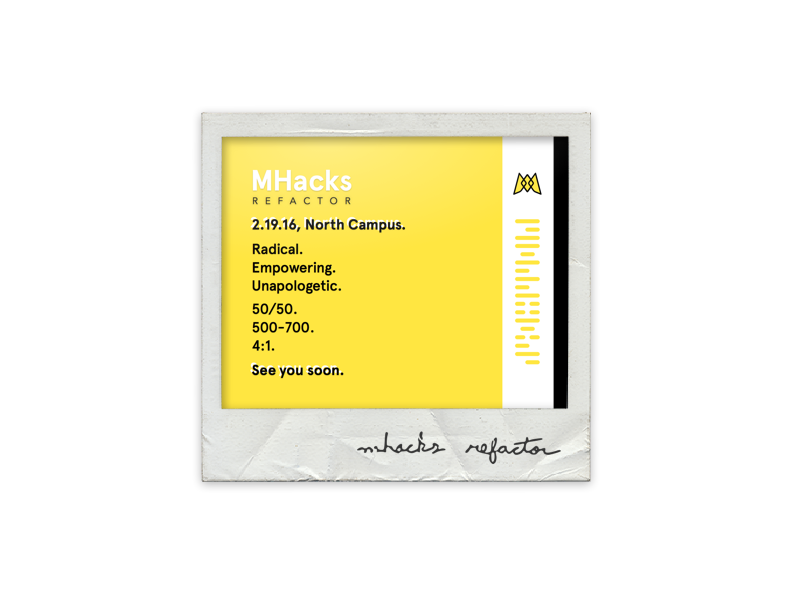 MHacks
REFACTOR
2.19.16, North Campus.
Radical.
Empowering.
Unapologetic.
50/50.
500-700.
4:1.
See you soon.
mhacks refactor